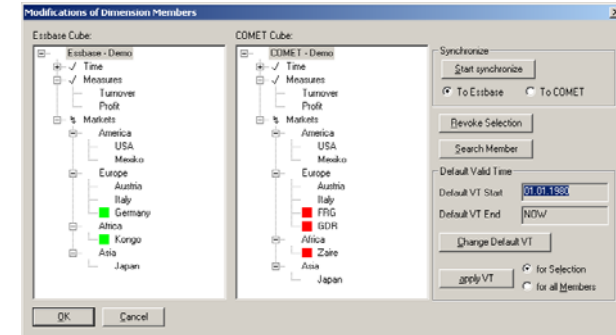 Modifications of Dimension Members
Essbase Cube:
Essbase - Demo
Time
Measures
Turnover
Profit
Markets
America
USA
Mexiko
Europe
Austria
Italy
Germany
Africa
Kongo
Asia
Japan
COMET Cube:
COMET - Demo
Time
Measures
Turnover
Profit
Markets
America
USA
Mexiko
Europe
Austria
Italy
FRG
GDR
Africa
Zaire
Asia
Japan
Synchronize
Start synchronize
To Essbase To COMET
Revoke Selection
Search Member
Default Valid Time
Default VT Start 01.01.1980
Default VT End NOW
Change Default VT
apply VT
for Selection
for all Members
OK Cancel